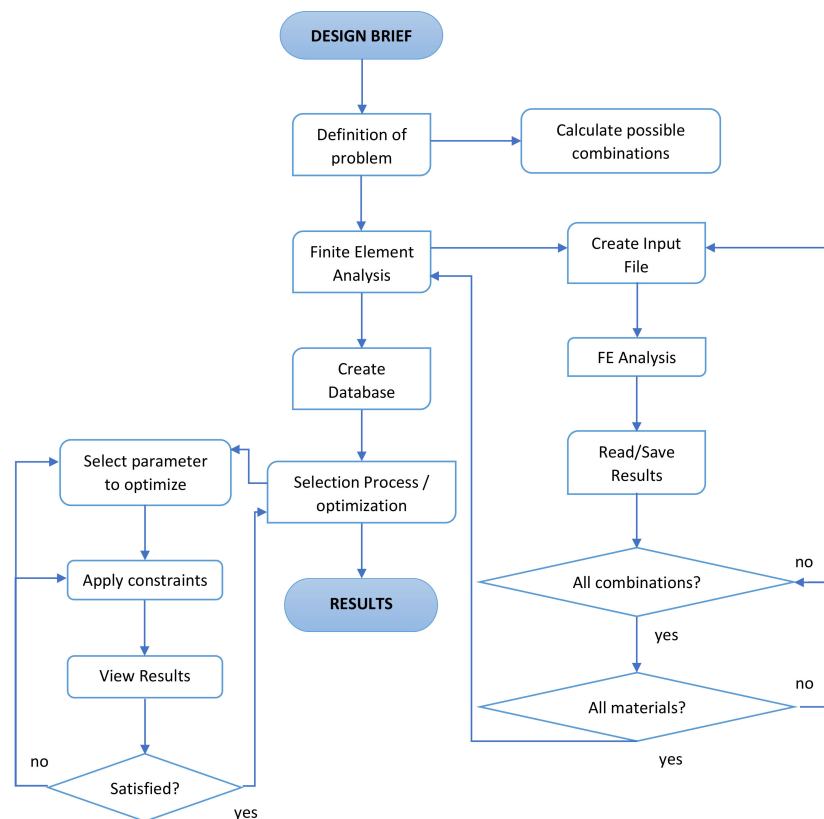 DESIGN BRIEF
Definition of
problem
Calculate possible
combinations
Finite Element
Analysis
Create Input
File
FE Analysis
Create
Database
Read/Save
Results
Select parameter
to optimize
Selection Process /
optimization
Apply constraints
All combinations?
no
RESULTS
yes
View Results
All materials?
no
yes
Satisfied?
no
yes